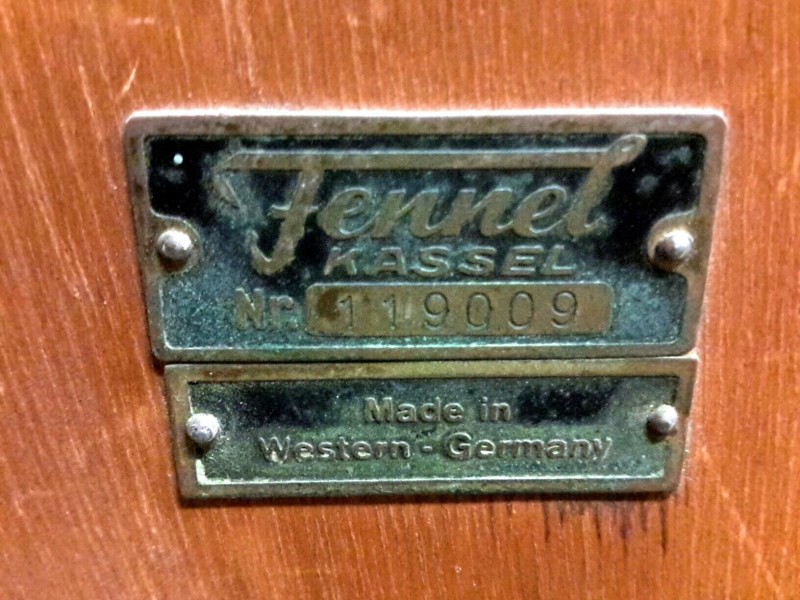 Fennel
KASSEL
Nr. 119009
Made in
Western - Germany